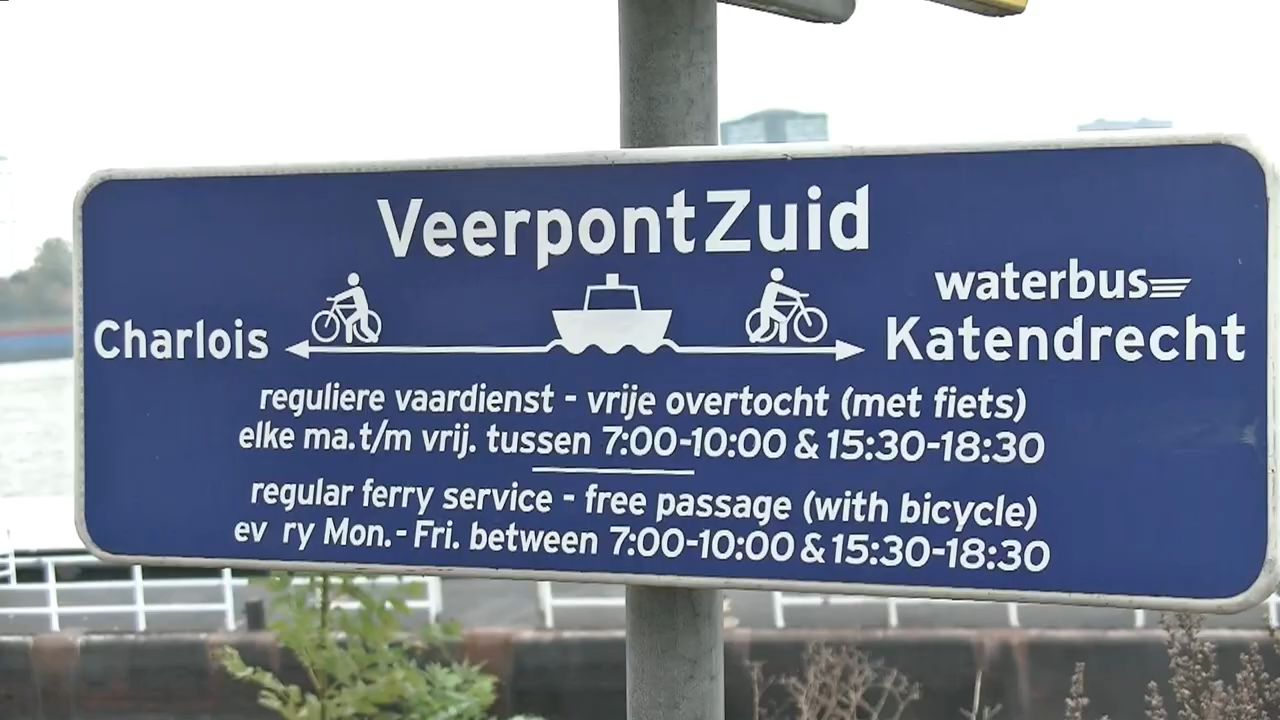 Veerpont Zuid
waterbus
Charlois
Katendrecht
reguliere vaardienst - vrije overtocht (met fiets)
elke ma. t/m vrij. tussen 7:00-10:00 & 15:30-18:30
regular ferry service - free passage (with bicycle)
ev ry Mon. - Fri. between 7:00-10:00 & 15:30-18:30